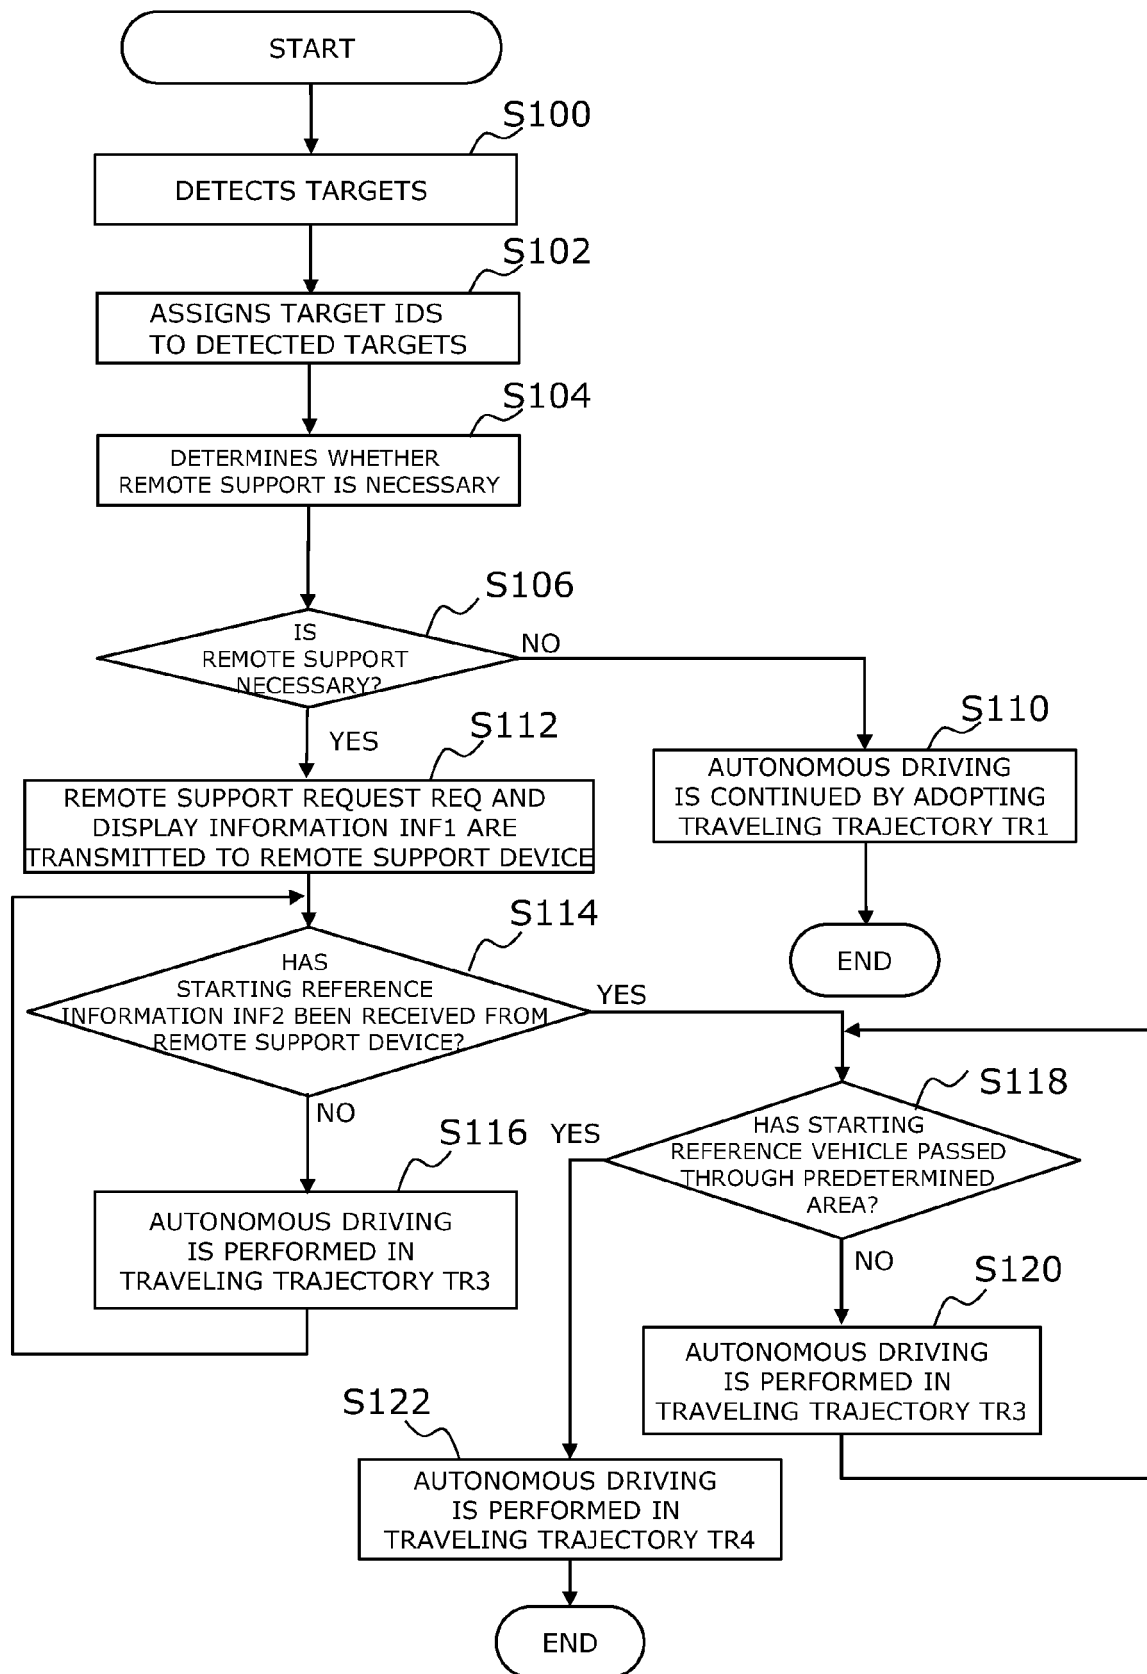 START
S100
DETECTS TARGETS
S102
ASSIGNS TARGET IDS
TO DETECTED TARGETS
S104
DETERMINES WHETHER
REMOTE SUPPORT IS NECESSARY
S106
IS
REMOTE SUPPORT
NECESSARY?
NO
YES
S110
AUTONOMOUS DRIVING
IS CONTINUED BY ADOPTING
TRAVELING TRAJECTORY TR1
END
S112
REMOTE SUPPORT REQUEST REQ AND
DISPLAY INFORMATION INF1 ARE
TRANSMITTED TO REMOTE SUPPORT DEVICE
S114
HAS
STARTING REFERENCE
INFORMATION INF2 BEEN RECEIVED FROM
REMOTE SUPPORT DEVICE?
YES
NO
S116
AUTONOMOUS DRIVING
IS PERFORMED IN
TRAVELING TRAJECTORY TR3
S118
HAS STARTING
REFERENCE VEHICLE PASSED
THROUGH PREDETERMINED
AREA?
YES
NO
S120
AUTONOMOUS DRIVING
IS PERFORMED IN
TRAVELING TRAJECTORY TR3
S122
AUTONOMOUS DRIVING
IS PERFORMED IN
TRAVELING TRAJECTORY TR4
END